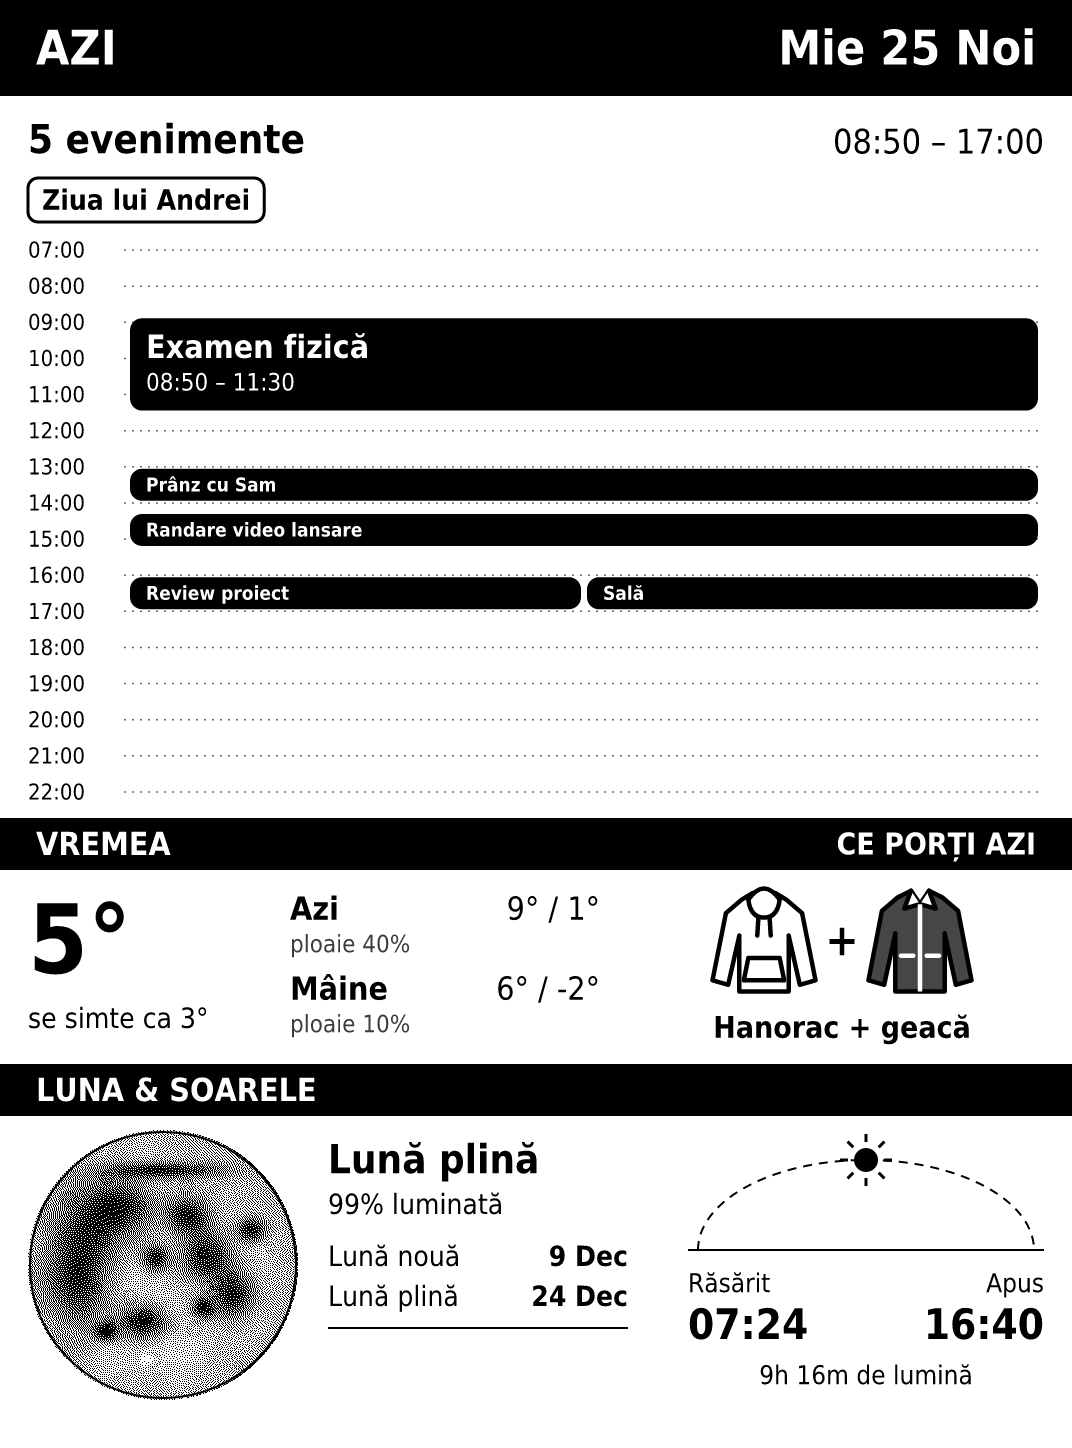 AZI Mie 25 Noi
5 evenimente 08:50 – 17:00
Ziua lui Andrei
07:00
08:00
09:00
Examen fizică
10:00
08:50 – 11:30
11:00
12:00
13:00
Prânz cu Sam
14:00
Randare video lansare
15:00
16:00
Review proiect Sală
17:00
18:00
19:00
20:00
21:00
22:00
VREMEA CE PORȚI AZI
5°
se simte ca 3°
Azi 9° / 1°
ploaie 40%
Mâine 6° / -2°
ploaie 10%
+
Hanorac + geacă
LUNA & SOARELE
Lună plină
99% luminată
Lună nouă 9 Dec
Lună plină 24 Dec
Răsărit Apus
07:24 16:40
9h 16m de lumină